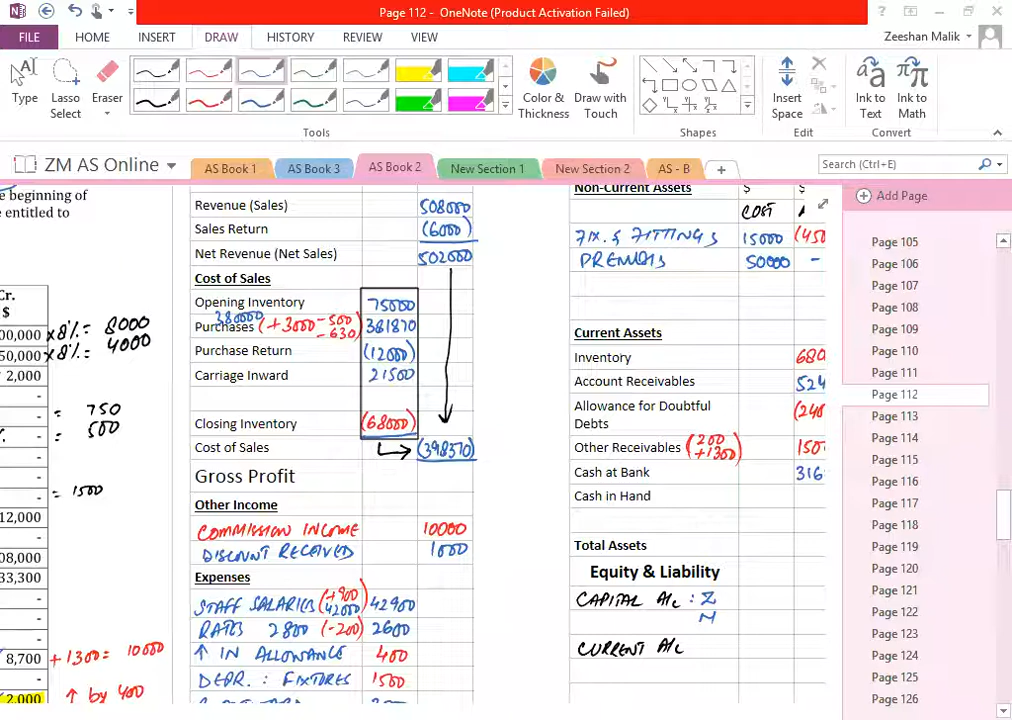 Page 112 - OneNote (Product Activation Failed)
FILE HOME INSERT DRAW HISTORY REVIEW VIEW Zeeshan Malik
Type Lasso Select Eraser Color & Thickness Draw with Touch Insert Space Ink to Text Ink to Math
Tools Shapes Edit Convert
ZM AS Online AS Book 1 AS Book 3 AS Book 2 New Section 1 New Section 2 AS - B Search (Ctrl+E)
Add Page
Page 105
Page 106
Page 107
Page 108
Page 109
Page 110
Page 111
Page 112
Page 113
Page 114
Page 115
Page 116
Page 117
Page 118
Page 119
Page 120
Page 121
Page 122
Page 123
Page 124
Page 125
Page 126
e beginning of
e entitled to
Cr.
$
00,000 x8%= 8000
50,000 x8%= 4000
2,000
-
- = 750
- = 500
-
- = 1500
12,000
-
08,000
33,300
-
-
-
8,700 +1300= 10000
-
2,000 ↑ by 400
Revenue (Sales) 508000
Sales Return (6000)
Net Revenue (Net Sales) 502000
Cost of Sales
Opening Inventory 75000
380000
Purchases (+3000-500 -630) 381870
Purchase Return (12000)
Carriage Inward 21500
Closing Inventory (68000)
Cost of Sales (398370)
Gross Profit
Other Income
COMMISSION INCOME 10000
DISCOUNT RECEIVED 1000
Expenses
STAFF SALARIES (+900 42000) 42900
RATES 2800 (-200) 2600
↑ IN ALLOWANCE 400
DEPR.: FIXTURES 1500
Non-Current Assets $ $
COST
FIX. & FITTINGS 15000 (450
PREMISIS 50000 -
Current Assets
Inventory 680
Account Receivables 524
Allowance for Doubtful
Debts (248
Other Receivables (200 +1300) 150
Cash at Bank 316
Cash in Hand
Total Assets
Equity & Liability
CAPITAL A/c : Z
N
CURRENT A/c